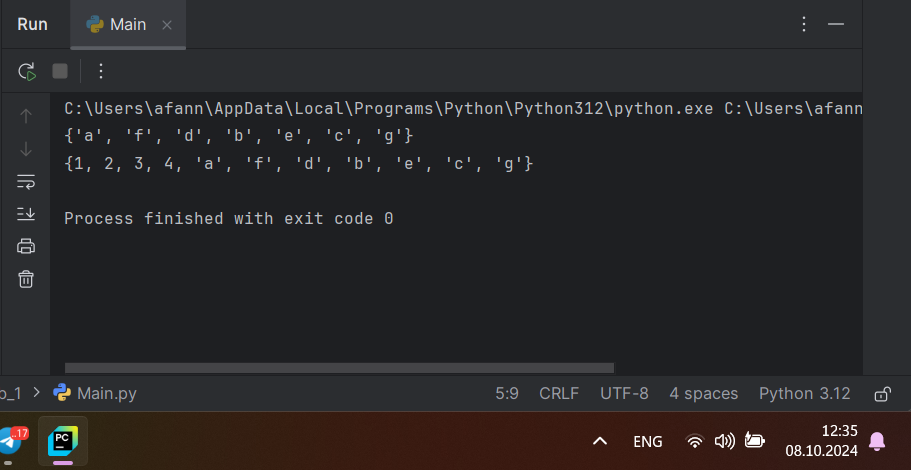 Run
Main
C:\Users\afann\AppData\Local\Programs\Python\Python312\python.exe C:\Users\afann
{'a', 'f', 'd', 'b', 'e', 'c', 'g'}
{1, 2, 3, 4, 'a', 'f', 'd', 'b', 'e', 'c', 'g'}
Process finished with exit code 0
_1 > Main.py 5:9 CRLF UTF-8 4 spaces Python 3.12
..17 PC ENG 12:35
08.10.2024